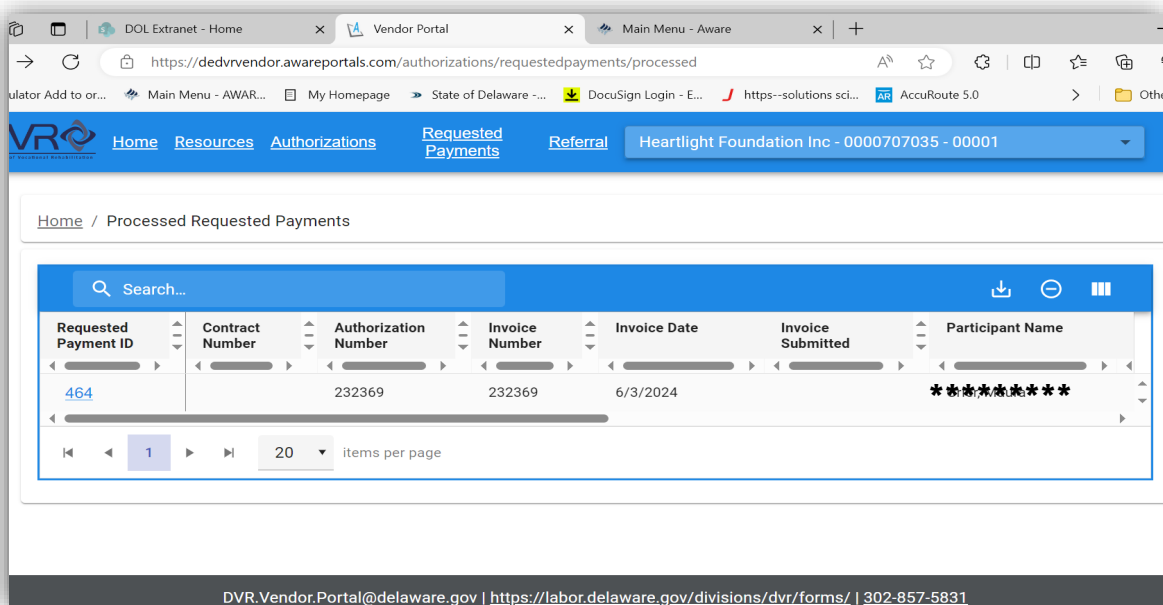 DOL Extranet - Home Vendor Portal Main Menu - Aware
https://dedvrvendor.awareportals.com/authorizations/requestedpayments/processed
ulator Add to or... Main Menu - AWAR... My Homepage State of Delaware -... DocuSign Login - E... https--solutions sci... AR AccuRoute 5.0 Othe
VR Home Resources Authorizations Requested Payments Referral Heartlight Foundation Inc - 0000707035 - 00001
Home / Processed Requested Payments
Search...
Requested Payment ID Contract Number Authorization Number Invoice Number Invoice Date Invoice Submitted Participant Name
464 232369 232369 6/3/2024 *********
1 20 items per page
DVR.Vendor.Portal@delaware.gov | https://labor.delaware.gov/divisions/dvr/forms/ | 302-857-5831